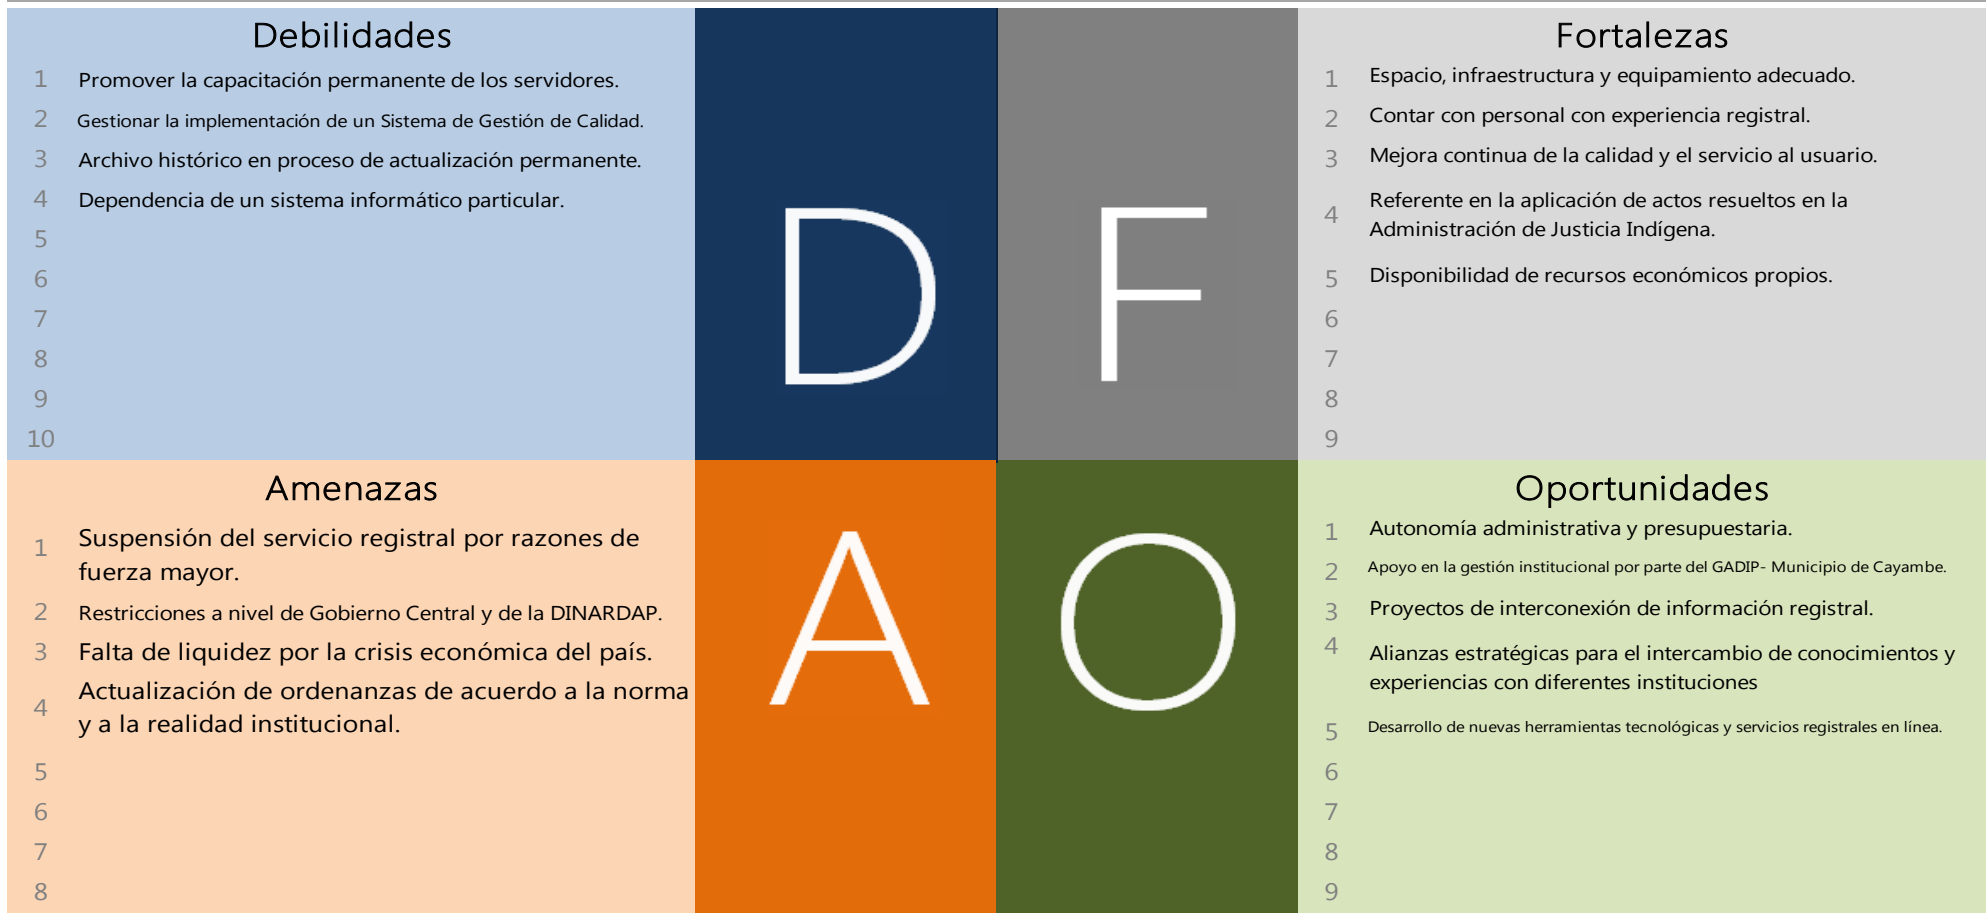 Debilidades
1 Promover la capacitación permanente de los servidores.
2 Gestionar la implementación de un Sistema de Gestión de Calidad.
3 Archivo histórico en proceso de actualización permanente.
4 Dependencia de un sistema informático particular.
5
6
7
8
9
10
D
F
Fortalezas
1 Espacio, infraestructura y equipamiento adecuado.
2 Contar con personal con experiencia registral.
3 Mejora continua de la calidad y el servicio al usuario.
4 Referente en la aplicación de actos resueltos en la
Administración de Justicia Indígena.
5 Disponibilidad de recursos económicos propios.
6
7
8
9
Amenazas
1 Suspensión del servicio registral por razones de
fuerza mayor.
2 Restricciones a nivel de Gobierno Central y de la DINARDAP.
3 Falta de liquidez por la crisis económica del país.
4 Actualización de ordenanzas de acuerdo a la norma
y a la realidad institucional.
5
6
7
8
A
O
Oportunidades
1 Autonomía administrativa y presupuestaria.
2 Apoyo en la gestión institucional por parte del GADIP- Municipio de Cayambe.
3 Proyectos de interconexión de información registral.
4 Alianzas estratégicas para el intercambio de conocimientos y
experiencias con diferentes instituciones
5 Desarrollo de nuevas herramientas tecnológicas y servicios registrales en línea.
6
7
8
9